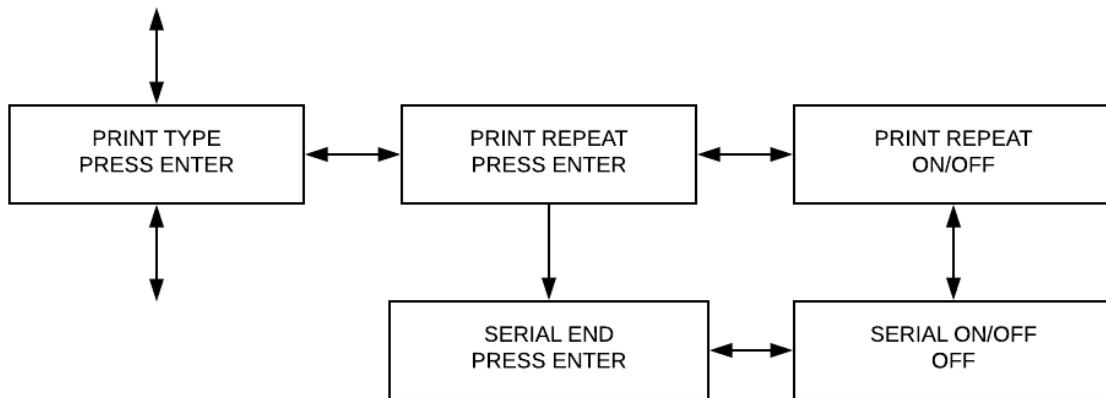 PRINT TYPE
PRESS ENTER
PRINT REPEAT
PRESS ENTER
PRINT REPEAT
ON/OFF
SERIAL END
PRESS ENTER
SERIAL ON/OFF
OFF